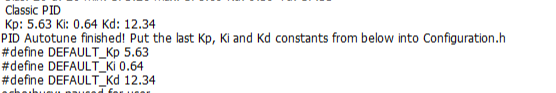 Classic PID
Kp: 5.63 Ki: 0.64 Kd: 12.34
PID Autotune finished! Put the last Kp, Ki and Kd constants from below into Configuration.h
#define DEFAULT_Kp 5.63
#define DEFAULT_Ki 0.64
#define DEFAULT_Kd 12.34